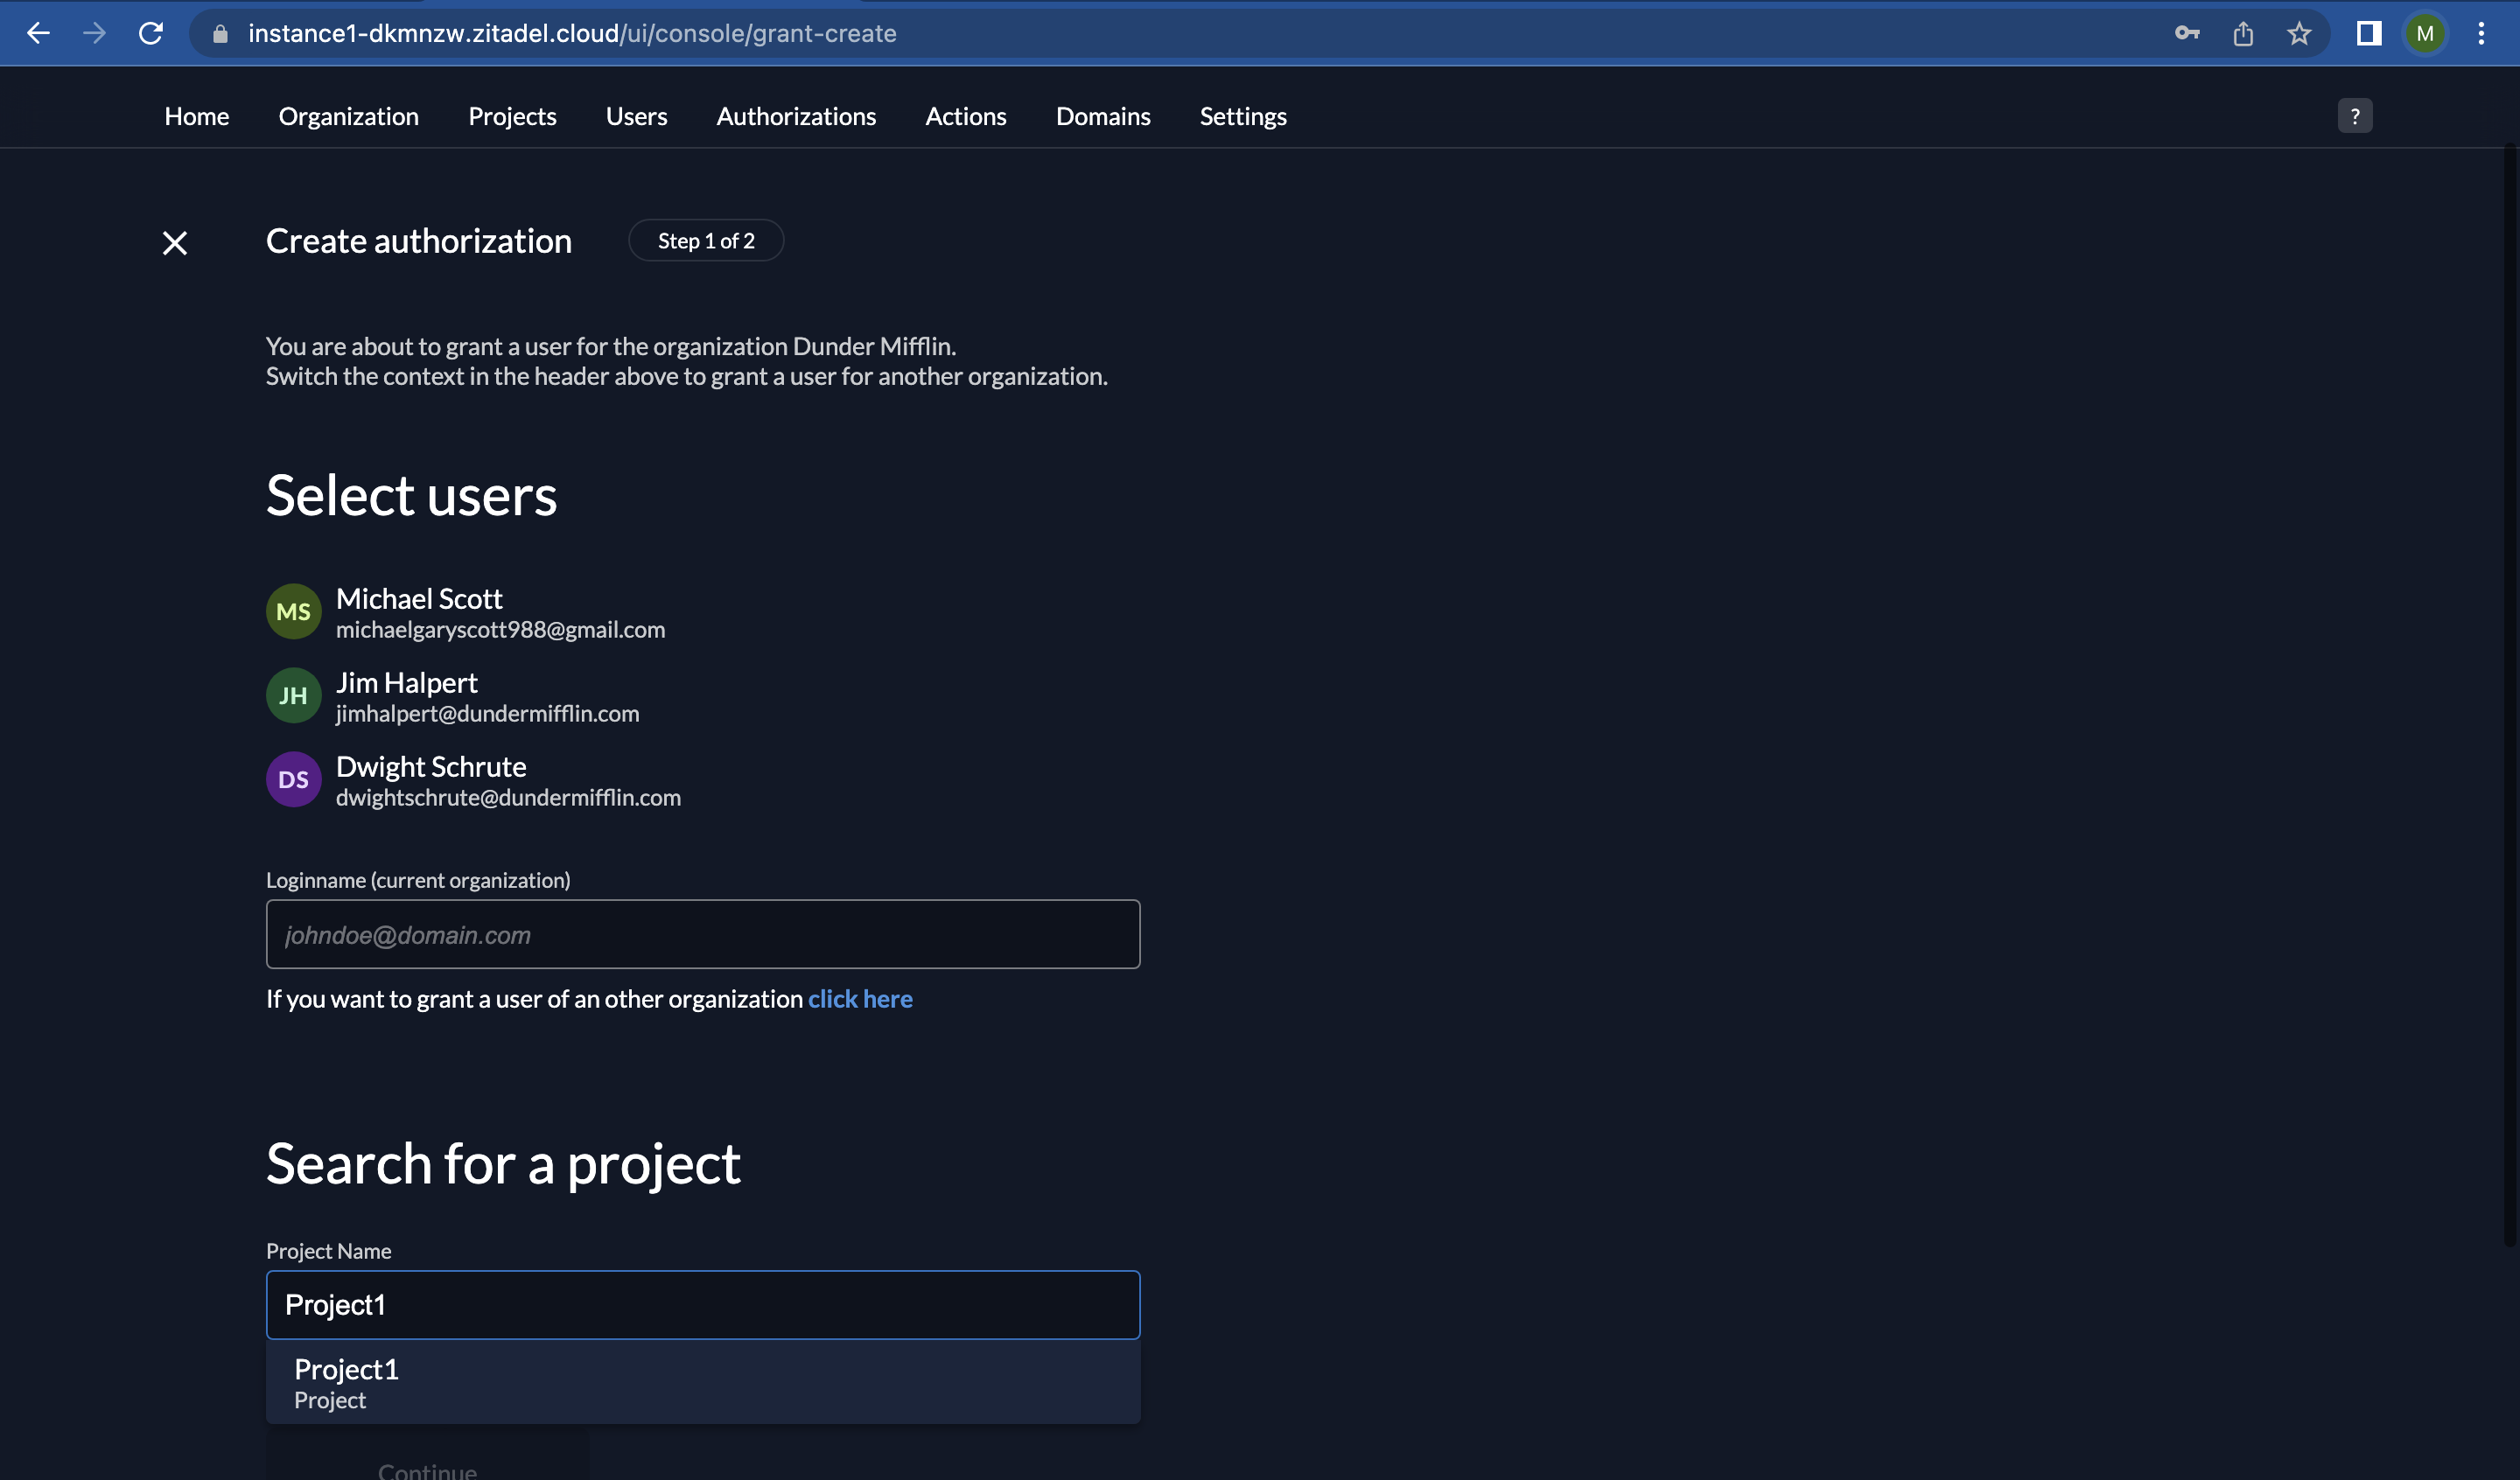 instance1-dkmnzw.zitadel.cloud/ui/console/grant-create
M
Home Organization Projects Users Authorizations Actions Domains Settings ?
Create authorization Step 1 of 2
You are about to grant a user for the organization Dunder Mifflin.
Switch the context in the header above to grant a user for another organization.
Select users
MS Michael Scott
michaelgaryscott988@gmail.com
JH Jim Halpert
jimhalpert@dundermifflin.com
DS Dwight Schrute
dwightschrute@dundermifflin.com
Loginname (current organization)
johndoe@domain.com
If you want to grant a user of an other organization click here
Search for a project
Project Name
Project1
Project1
Project
Continue